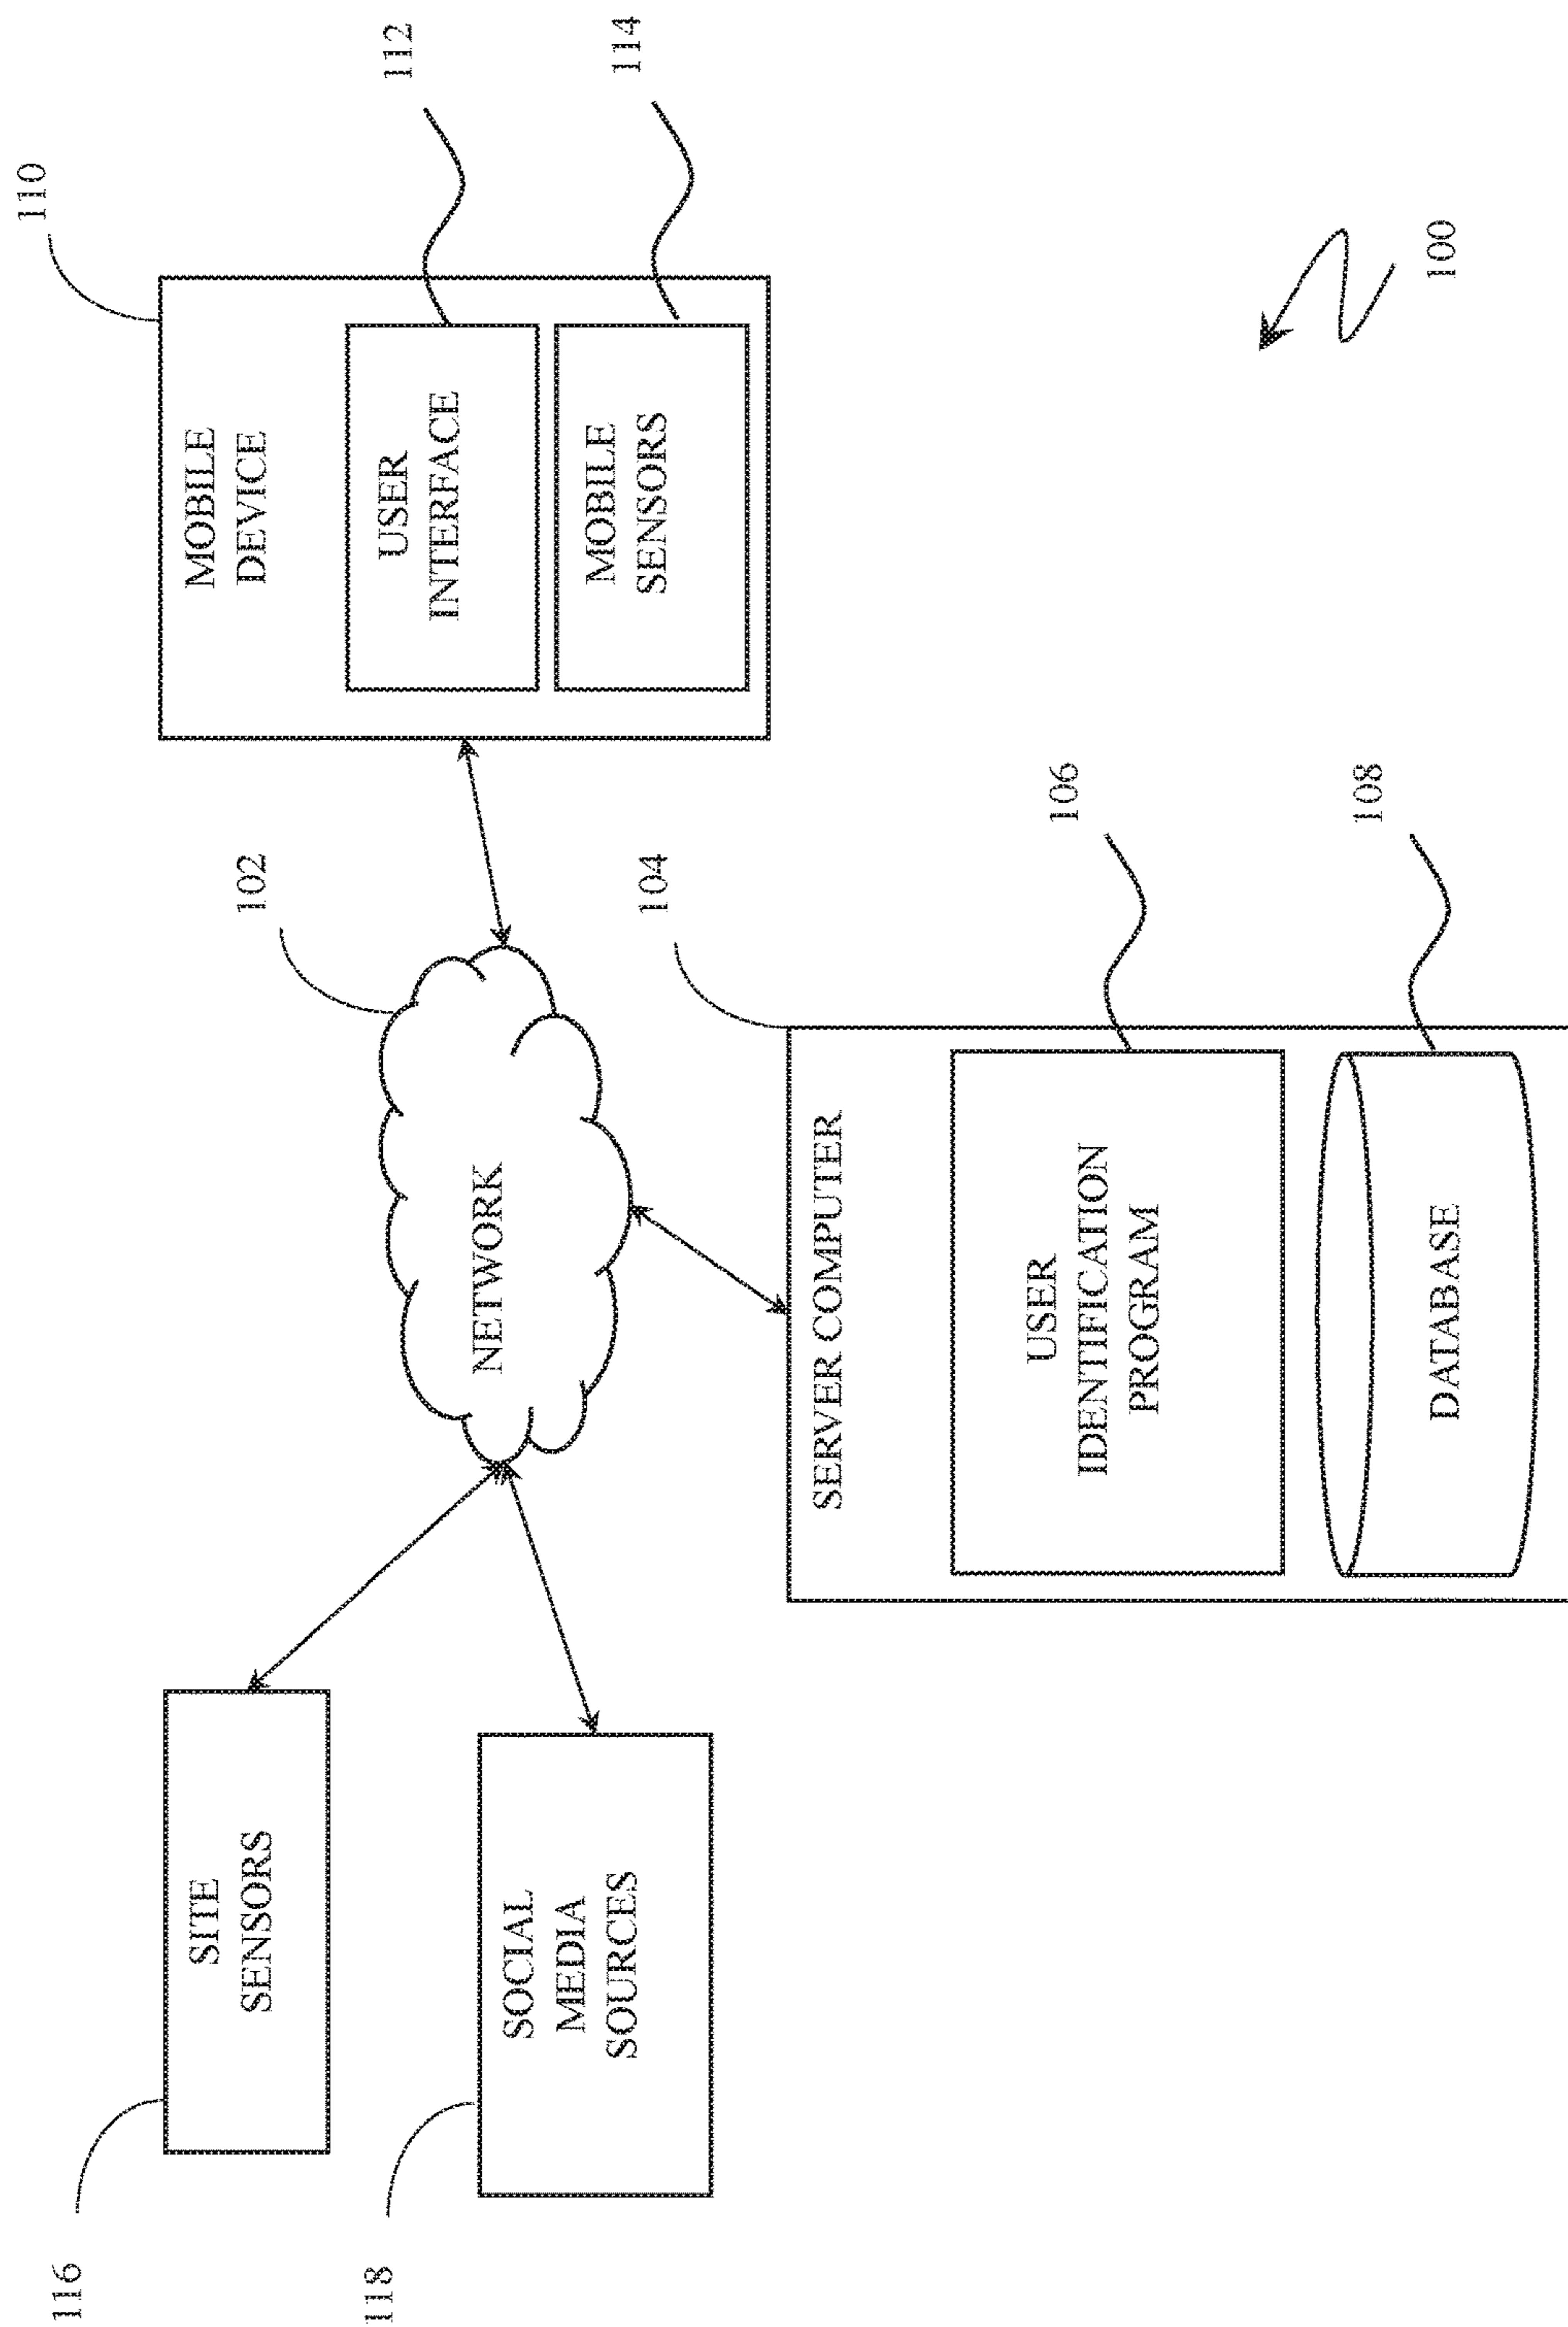 116
SITE
SENSORS
118
SOCIAL
MEDIA
SOURCES
102
NETWORK
110
MOBILE
DEVICE
112
USER
INTERFACE
114
MOBILE
SENSORS
104
SERVER COMPUTER
106
USER
IDENTIFICATION
PROGRAM
108
DATABASE
100